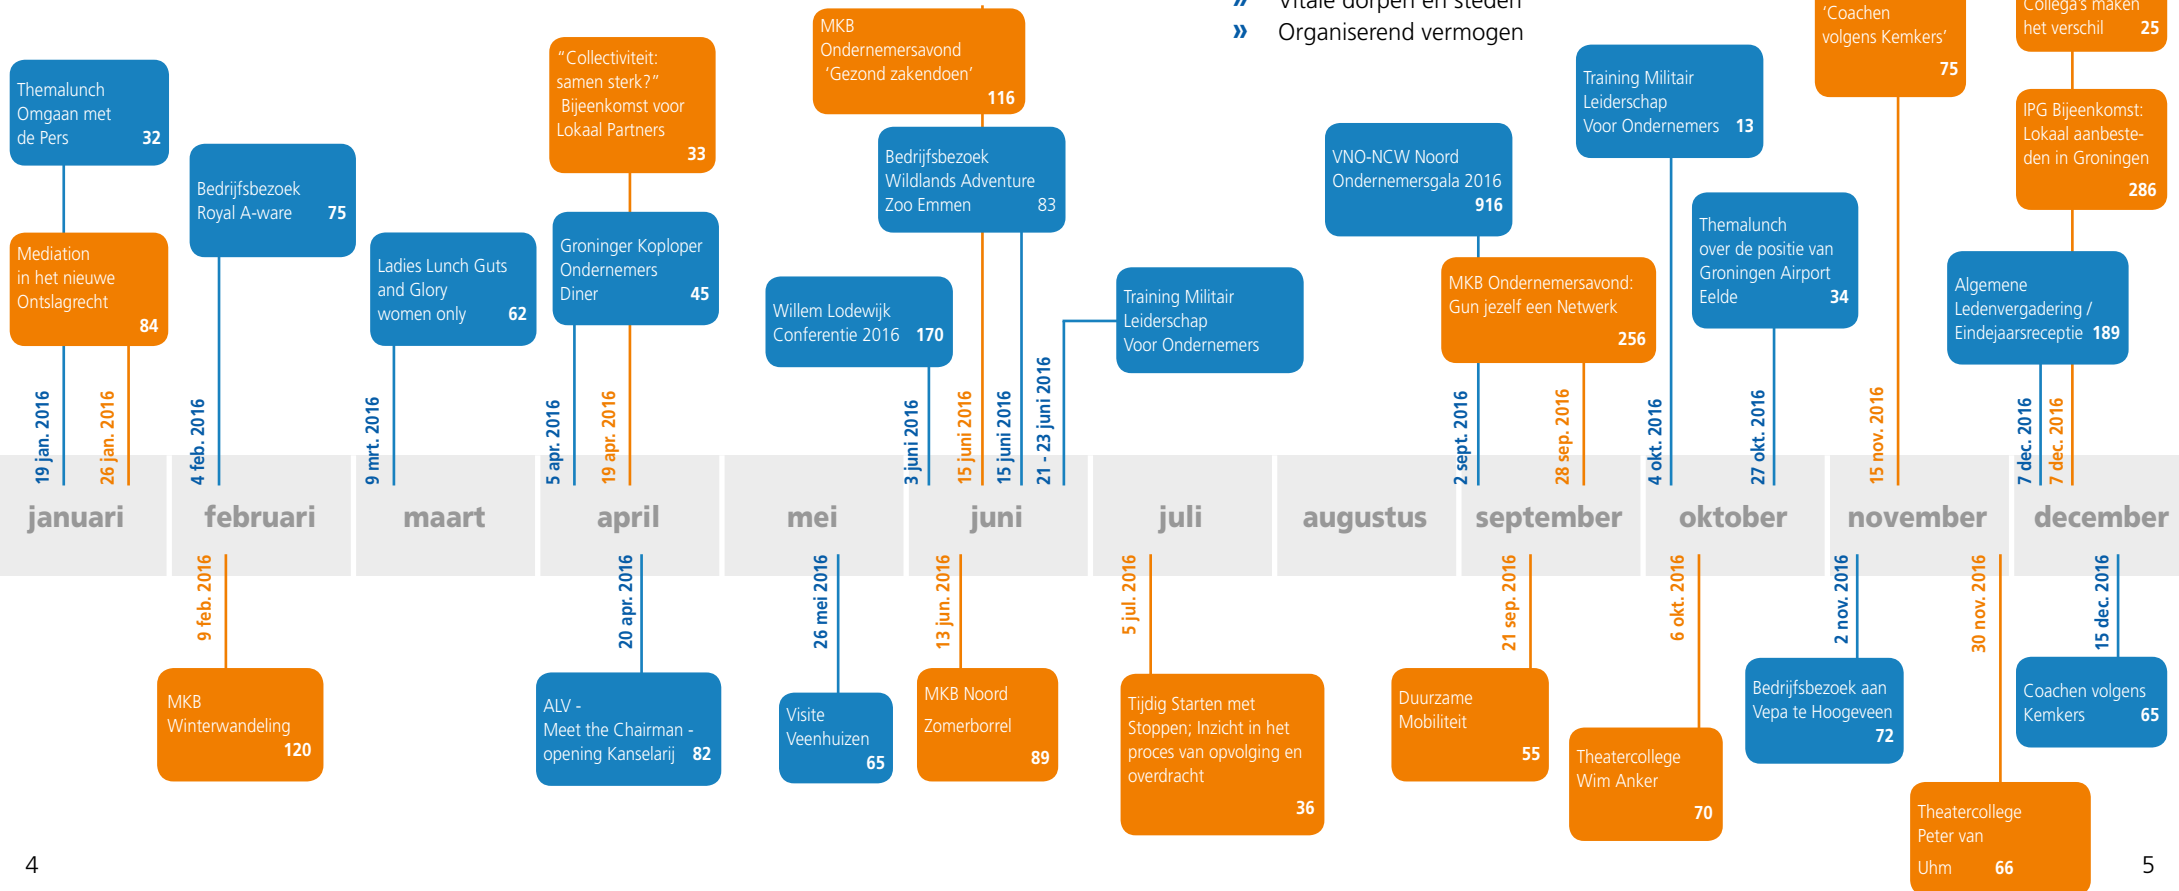 » Vitale dorpen en steden
» Organiserend vermogen
Themalunch
Omgaan met
de Pers 32
Mediation
in het nieuwe
Ontslagrecht
84
Bedrijfsbezoek
Royal A-ware 75
Ladies Lunch Guts
and Glory
women only 62
“Collectiviteit:
samen sterk?”
Bijeenkomst voor
Lokaal Partners
33
Groninger Koploper
Ondernemers
Diner 45
MKB
Ondernemersavond
‘Gezond zakendoen’
116
Bedrijfsbezoek
Wildlands Adventure
Zoo Emmen 83
Willem Lodewijk
Conferentie 2016 170
Training Militair
Leiderschap
Voor Ondernemers
VNO-NCW Noord
Ondernemersgala 2016
916
MKB Ondernemersavond:
Gun jezelf een Netwerk
256
Training Militair
Leiderschap
Voor Ondernemers 13
Themalunch
over de positie van
Groningen Airport
Eelde 34
‘Coachen
volgens Kemkers’
75
Collega’s maken
het verschil 25
IPG Bijeenkomst:
Lokaal aanbeste-
den in Groningen
286
Algemene
Ledenvergadering /
Eindejaarsreceptie 189
19 jan. 2016
26 jan. 2016
4 feb. 2016
9 mrt. 2016
5 apr. 2016
19 apr. 2016
3 juni 2016
15 juni 2016
15 juni 2016
21 - 23 juni 2016
2 sept. 2016
28 sep. 2016
4 okt. 2016
27 okt. 2016
15 nov. 2016
7 dec. 2016
7 dec. 2016
januari februari maart april mei juni juli augustus september oktober november december
9 feb. 2016
20 apr. 2016
26 mei 2016
13 jun. 2016
5 jul. 2016
21 sep. 2016
6 okt. 2016
2 nov. 2016
30 nov. 2016
15 dec. 2016
MKB
Winterwandeling
120
ALV -
Meet the Chairman -
opening Kanselarij 82
Visite
Veenhuizen
65
MKB Noord
Zomerborrel
89
Tijdig Starten met
Stoppen; Inzicht in het
proces van opvolging en
overdracht
36
Duurzame
Mobiliteit
55
Theatercollege
Wim Anker
70
Bedrijfsbezoek aan
Vepa te Hoogeveen
72
Theatercollege
Peter van
Uhm 66
Coachen volgens
Kemkers 65
4
5